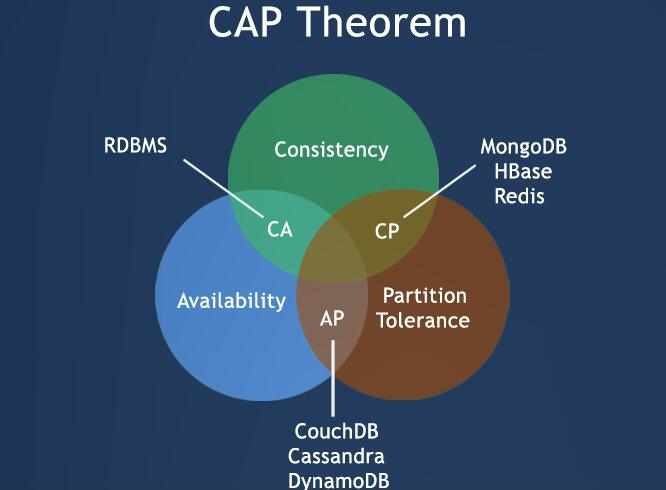 CAP Theorem
RDBMS
Consistency
MongoDB
HBase
Redis
CA
CP
Availability
Partition
Tolerance
AP
CouchDB
Cassandra
DynamoDB